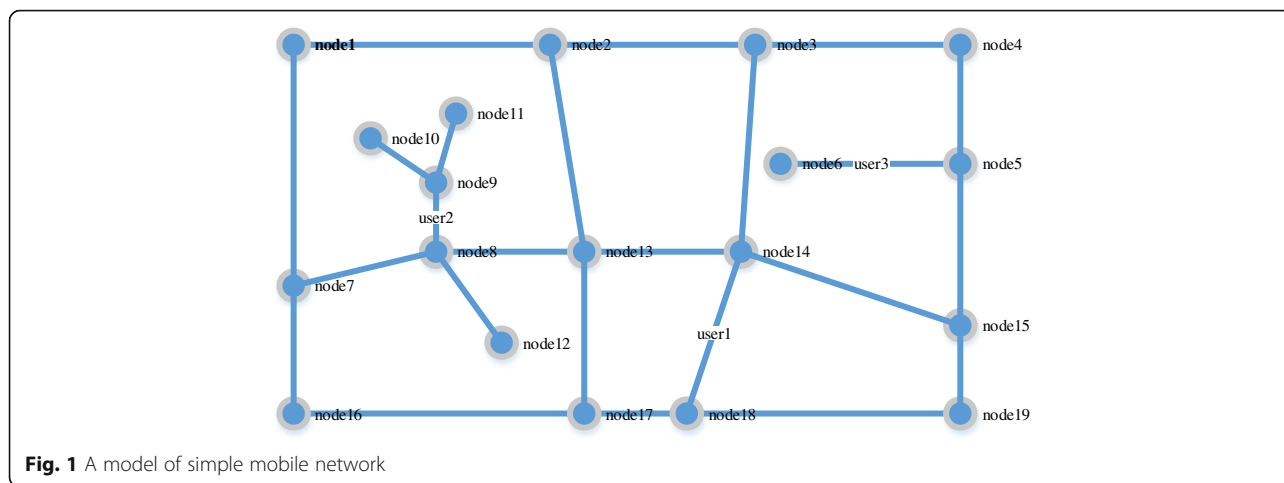 node1
node2
node3
node4
node11
node10
node6
user3
node5
node9
user2
node8
node13
node14
node7
node15
user1
node12
node16
node17
node18
node19
Fig. 1 A model of simple mobile network